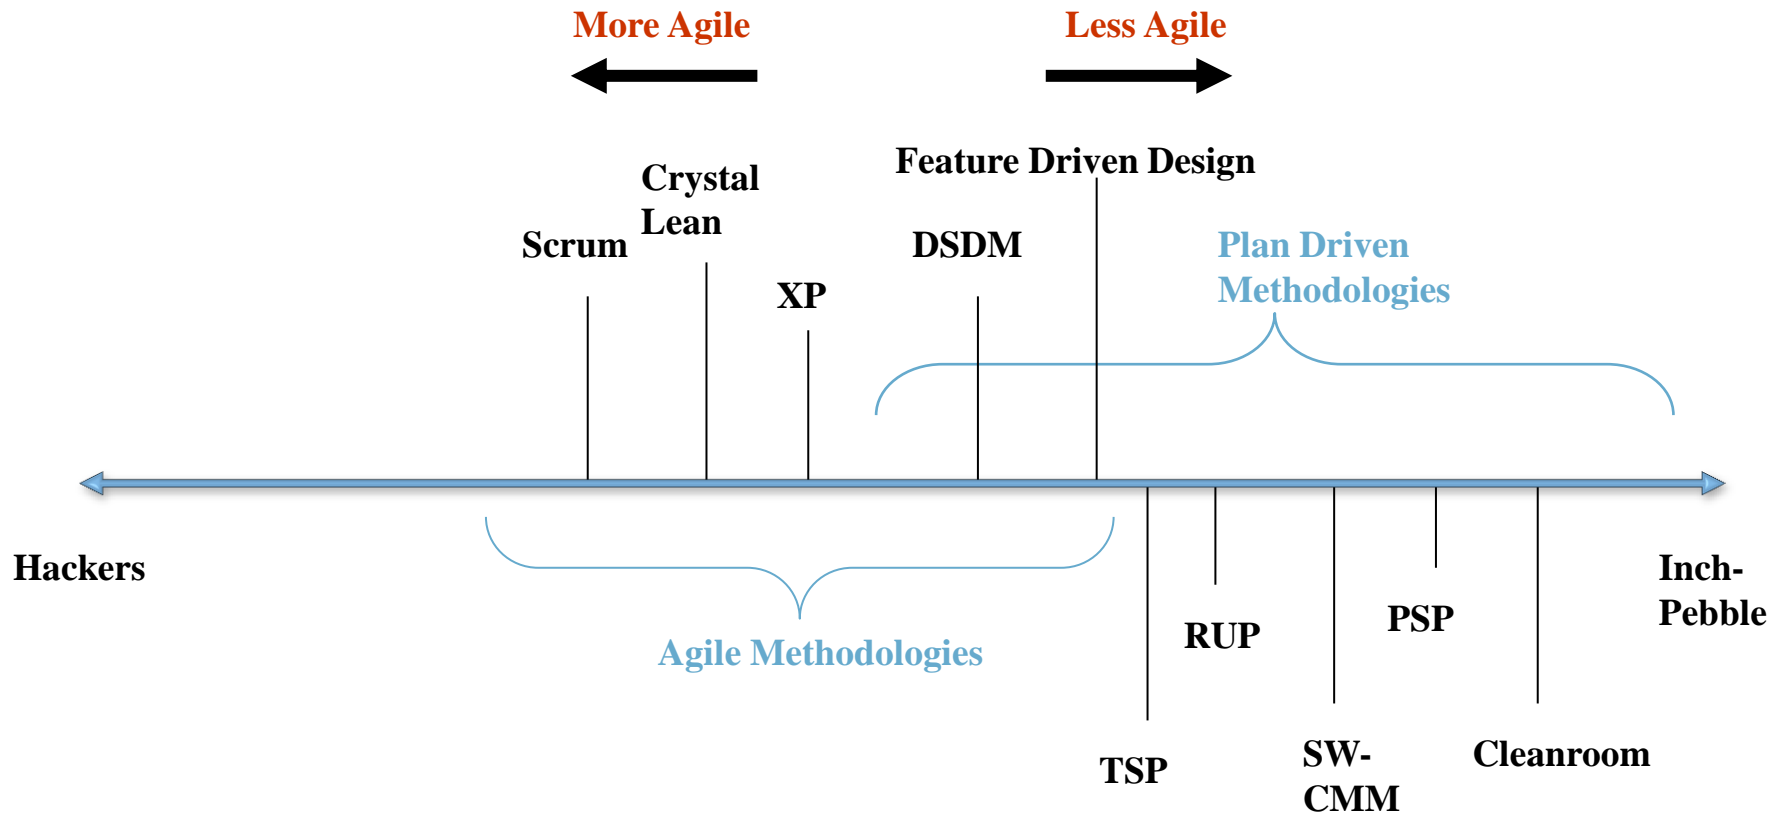 More Agile
Less Agile
Feature Driven Design
Crystal
Lean
Scrum
DSDM
Plan Driven
Methodologies
XP
Hackers
Inch-
Pebble
Agile Methodologies
RUP
PSP
TSP
SW-
CMM
Cleanroom